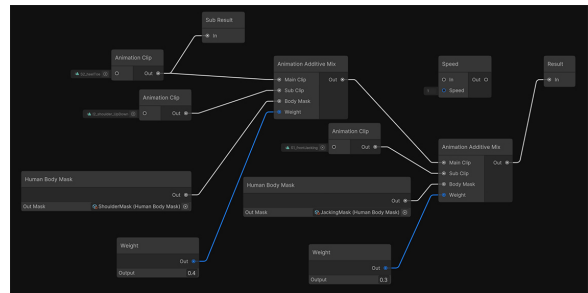 Sub Result
In
Animation Clip
Out
Animation Additive Mix
Main Clip Out
Sub Clip
Body Mask
Weight
Speed
In Out
Speed
Result
In
Animation Clip
Out
Animation Clip
Out
Animation Additive Mix
Main Clip Out
Sub Clip
Body Mask
Weight
Human Body Mask
Out
Out Mask ShoulderMask (Human Body Mask)
Human Body Mask
Out
Out Mask JackingMask (Human Body Mask)
Weight
Out
Output 0.4
Weight
Out
Output 0.3